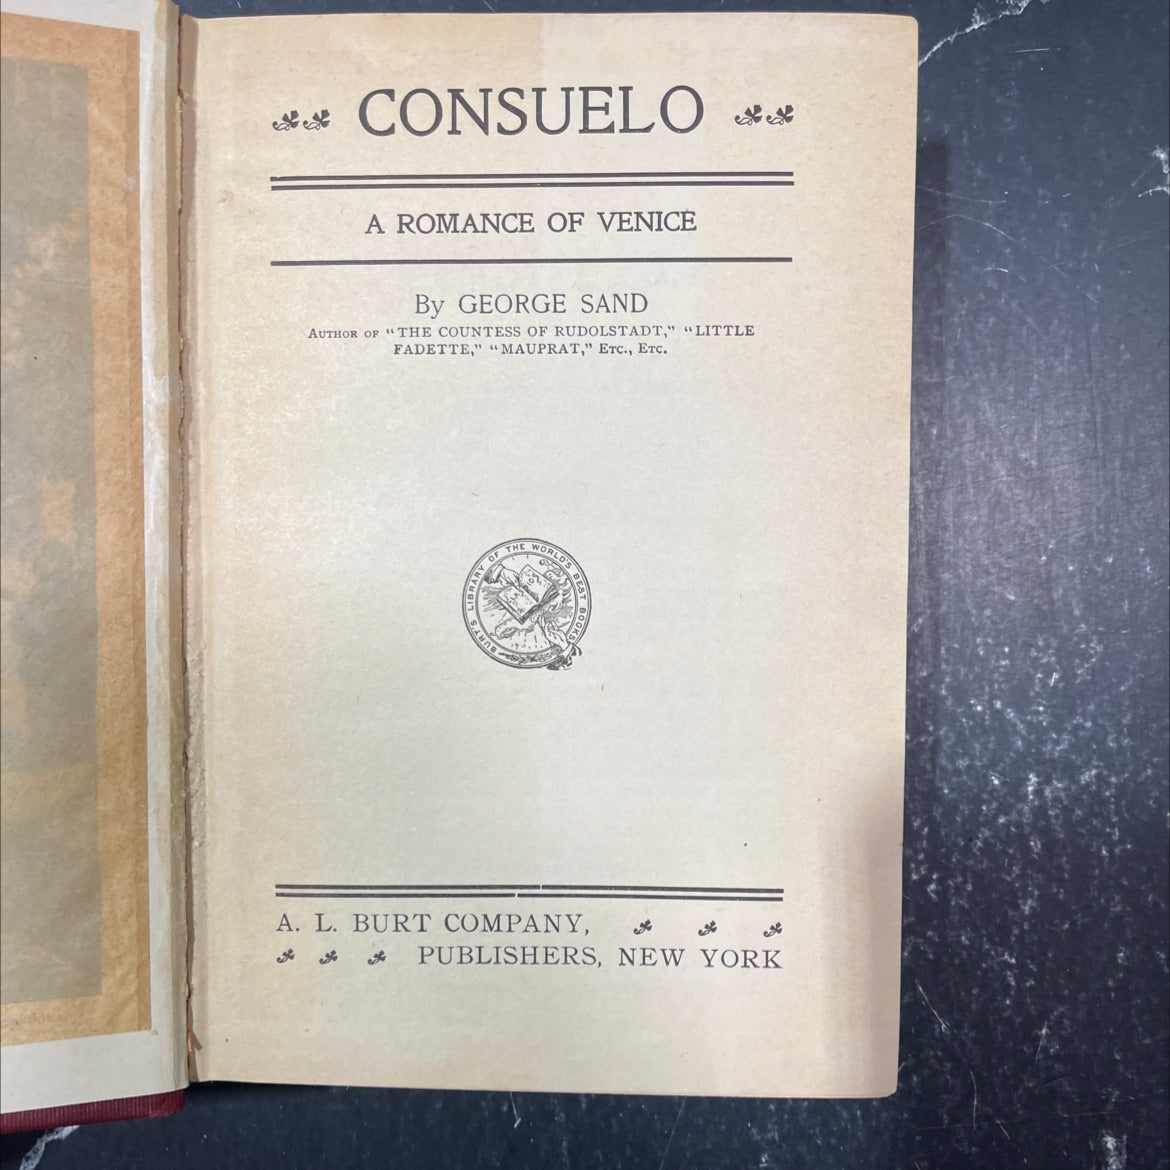 CONSUELO
A ROMANCE OF VENICE
By GEORGE SAND
AUTHOR OF “THE COUNTESS OF RUDOLSTADT,” “LITTLE
FADETTE,” “MAUPRAT,” ETC., ETC.
BURT'S LIBRARY OF THE WORLD'S BEST BOOKS
A. L. BURT COMPANY,
PUBLISHERS, NEW YORK